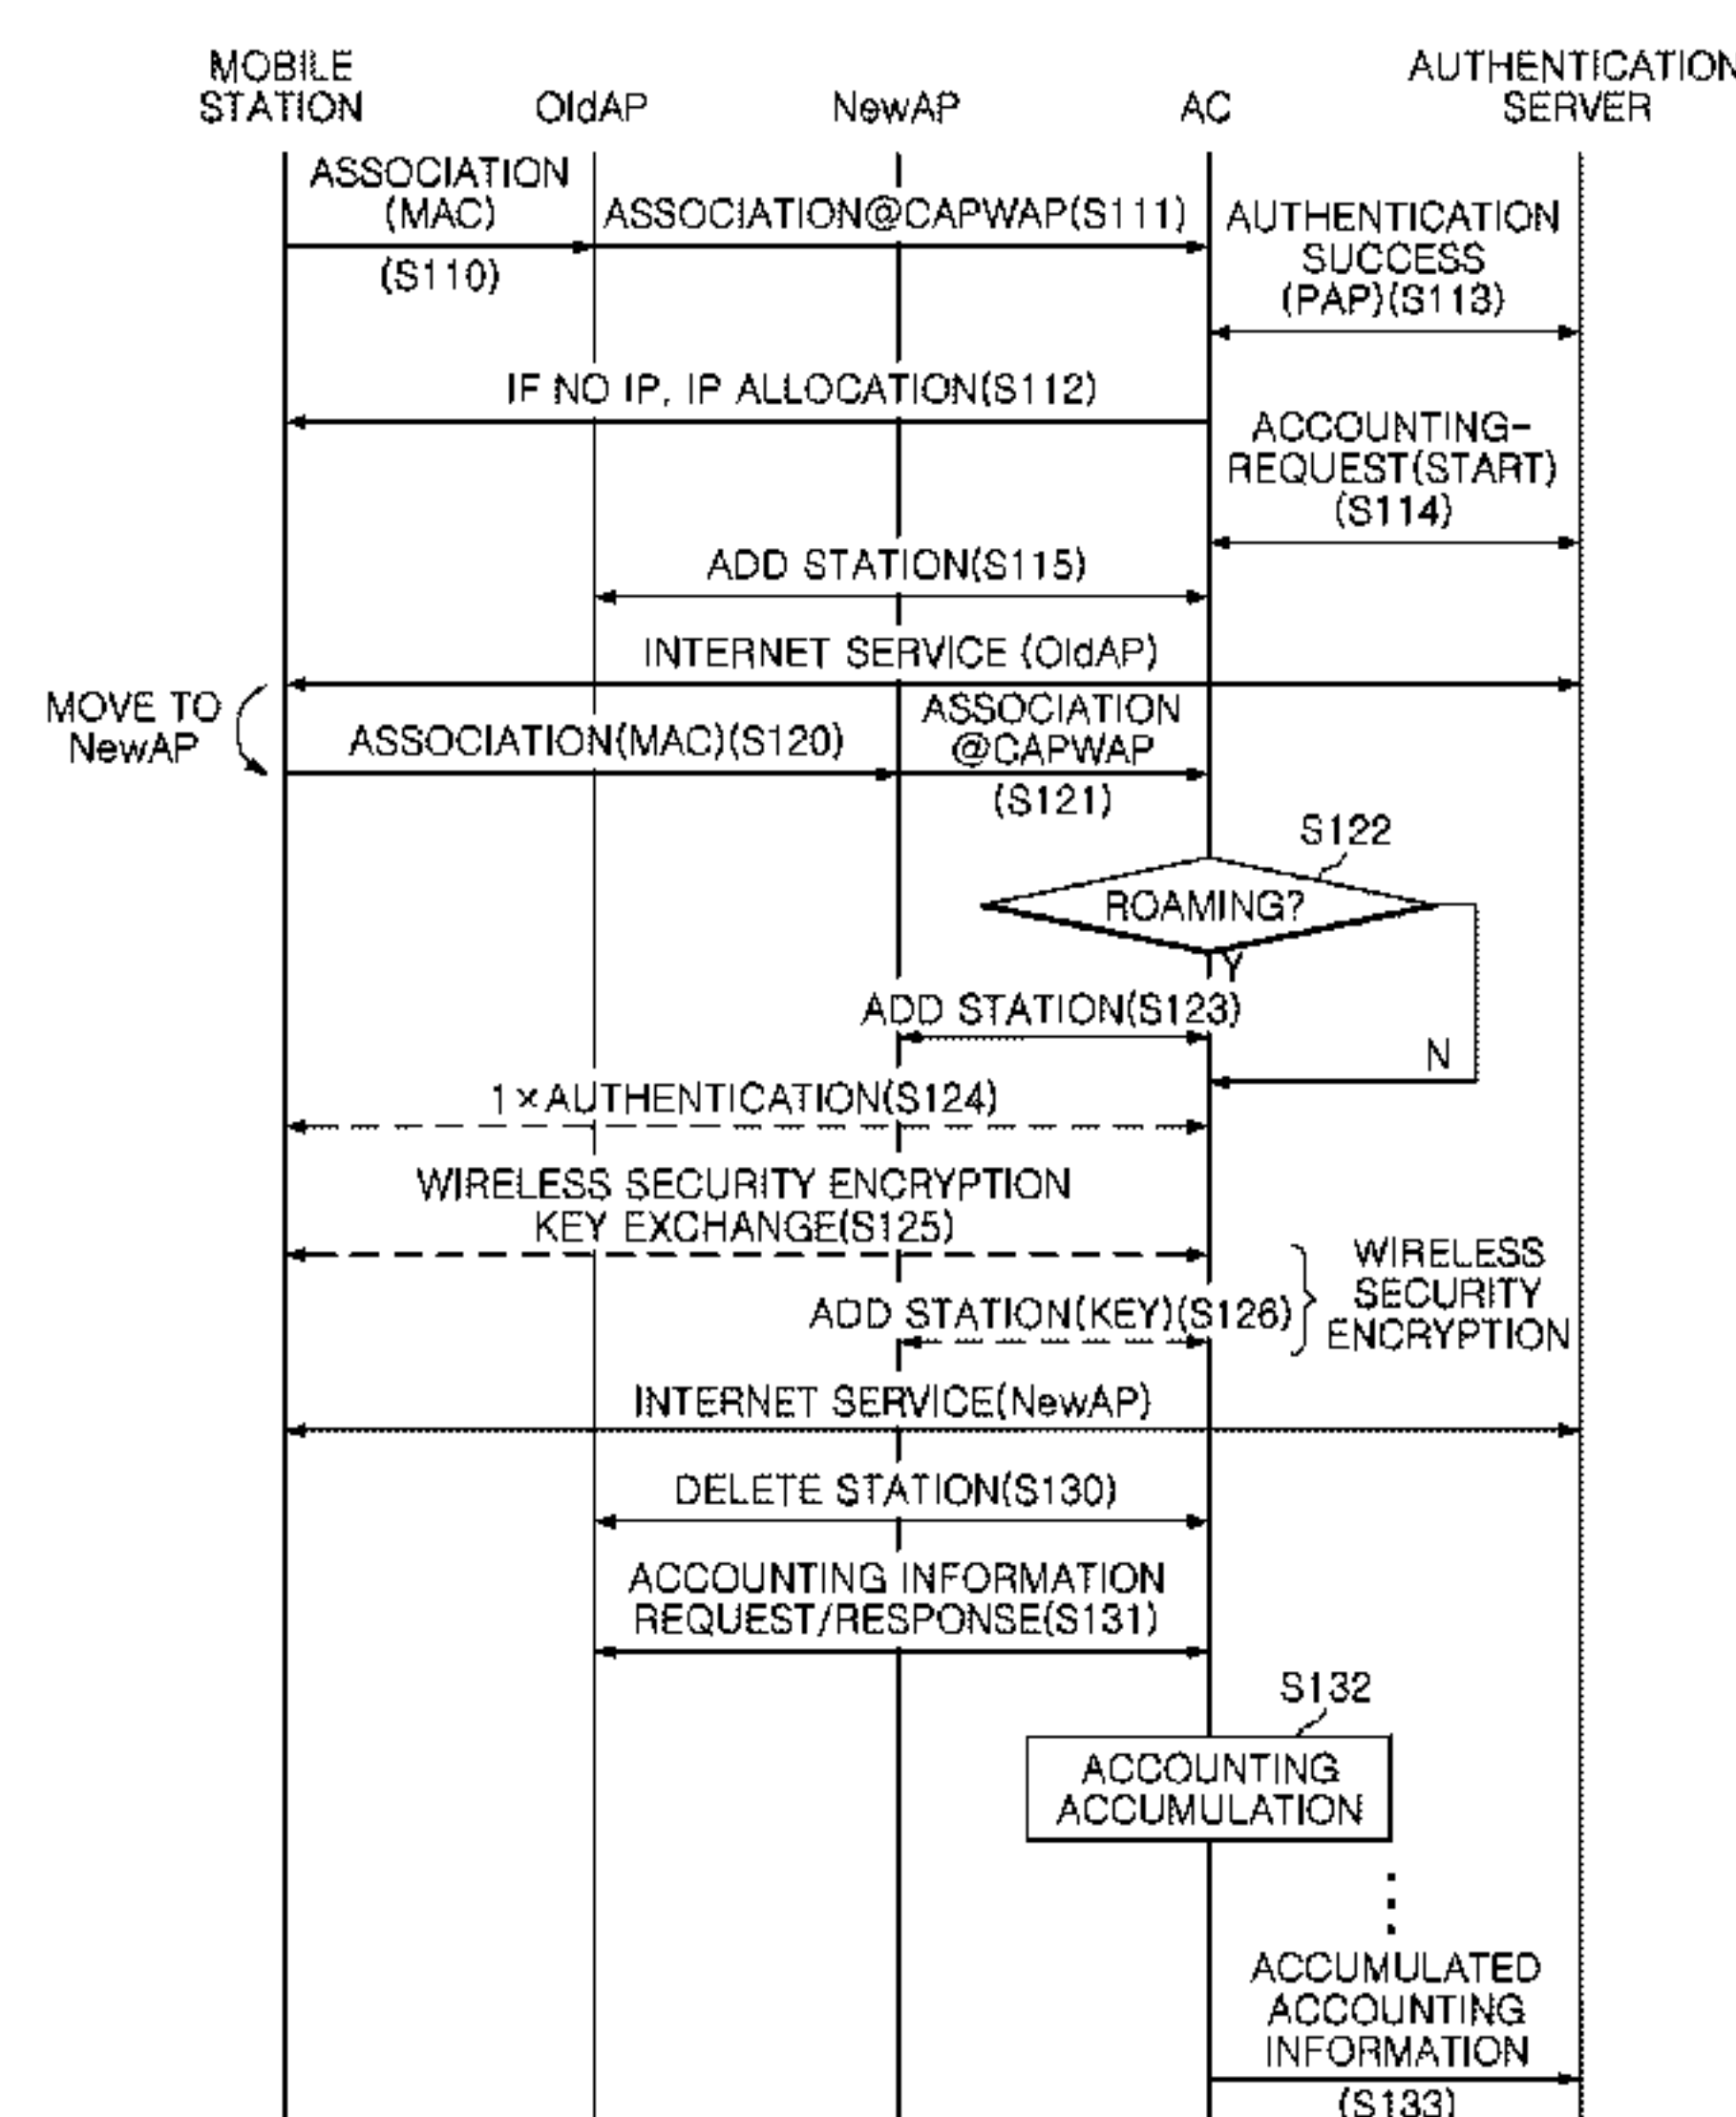 MOBILE
STATION
OldAP
NewAP
AC
AUTHENTICATION
SERVER
ASSOCIATION
(MAC)
(S110)
ASSOCIATION@CAPWAP(S111)
AUTHENTICATION
SUCCESS
(PAP)(S113)
IF NO IP, IP ALLOCATION(S112)
ACCOUNTING-
REQUEST(START)
(S114)
ADD STATION(S115)
INTERNET SERVICE (OldAP)
MOVE TO
NewAP
ASSOCIATION(MAC)(S120)
ASSOCIATION
@CAPWAP
(S121)
S122
ROAMING?
Y
ADD STATION(S123)
N
1×AUTHENTICATION(S124)
WIRELESS SECURITY ENCRYPTION
KEY EXCHANGE(S125)
ADD STATION(KEY)(S126)
WIRELESS
SECURITY
ENCRYPTION
INTERNET SERVICE(NewAP)
DELETE STATION(S130)
ACCOUNTING INFORMATION
REQUEST/RESPONSE(S131)
S132
ACCOUNTING
ACCUMULATION
ACCUMULATED
ACCOUNTING
INFORMATION
(S133)